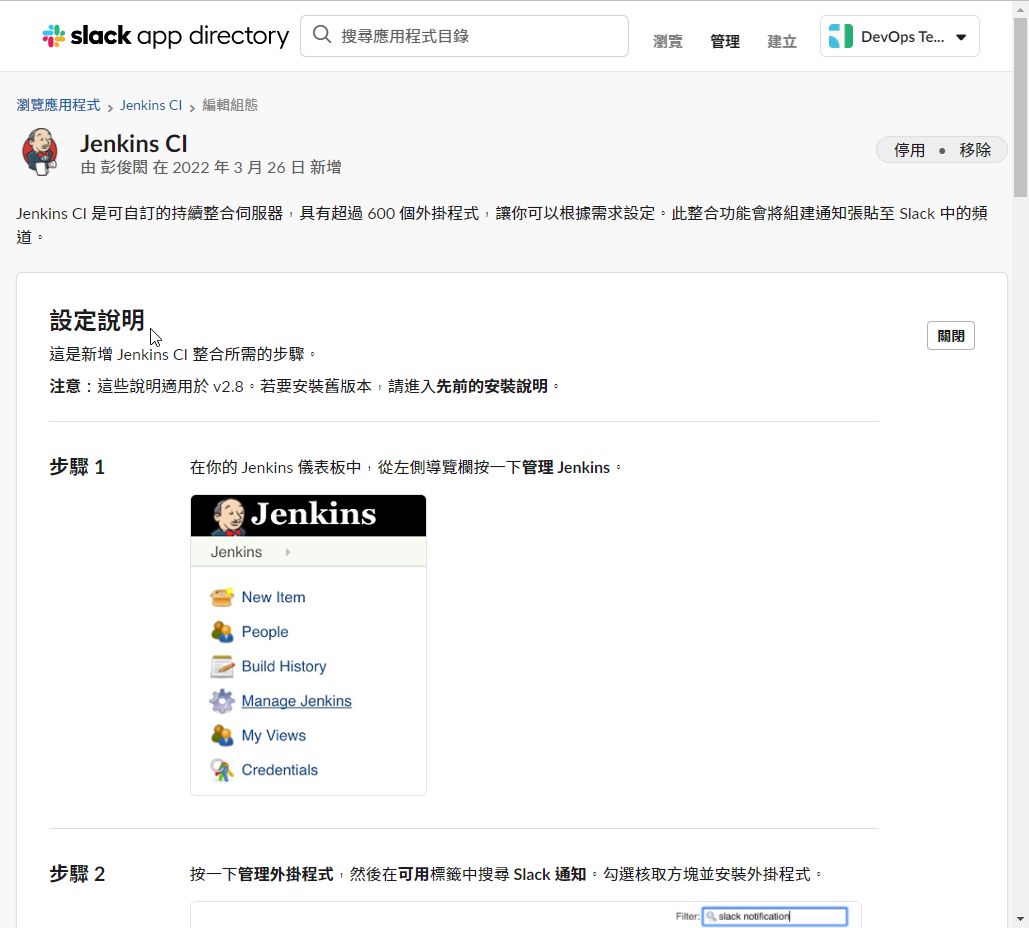 slack app directory
搜尋應用程式目錄
瀏覽
管理
建立
DevOps Te...
瀏覽應用程式 > Jenkins CI > 編輯組態
Jenkins CI
由 彭俊閎 在 2022 年 3 月 26 日 新增
停用 • 移除
Jenkins CI 是可自訂的持續整合伺服器，具有超過 600 個外掛程式，讓你可以根據需求設定。此整合功能會將組建通知張貼至 Slack 中的頻
道。
設定說明
關閉
這是新增 Jenkins CI 整合所需的步驟。
注意：這些說明適用於 v2.8。若要安裝舊版本，請進入先前的安裝說明。
步驟 1
在你的 Jenkins 儀表板中，從左側導覽欄按一下管理 Jenkins。
Jenkins
Jenkins
New Item
People
Build History
Manage Jenkins
My Views
Credentials
步驟 2
按一下管理外掛程式，然後在可用標籤中搜尋 Slack 通知。勾選核取方塊並安裝外掛程式。
Filter: slack notification